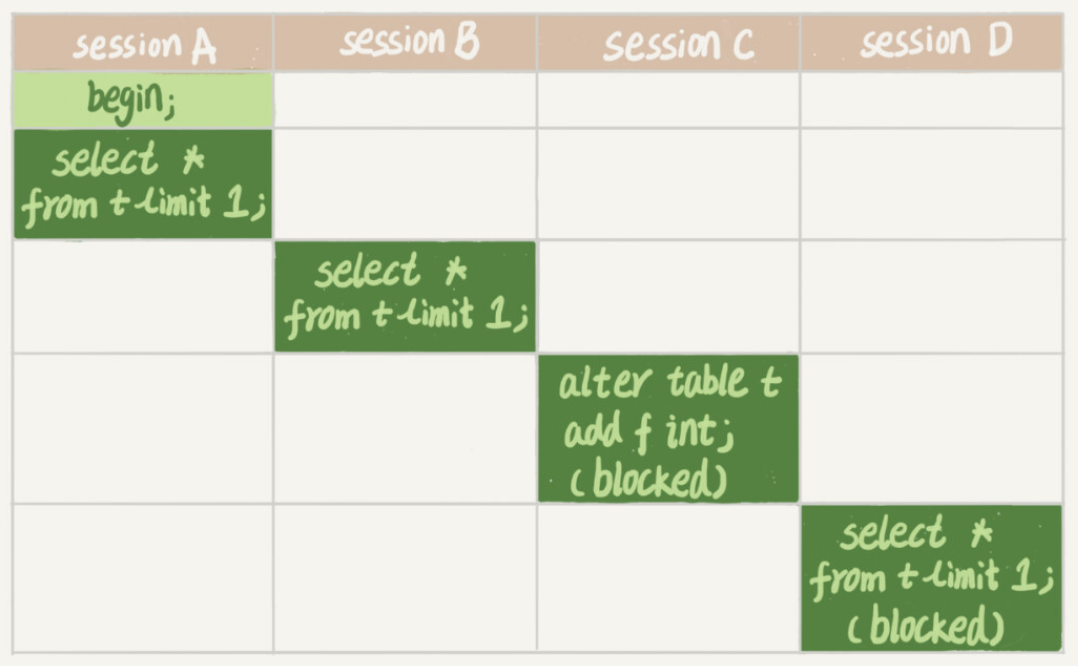 session A
session B
session C
session D
begin;
select *
from t limit 1;
select *
from t limit 1;
alter table t
add f int;
(blocked)
select *
from t limit 1;
(blocked)